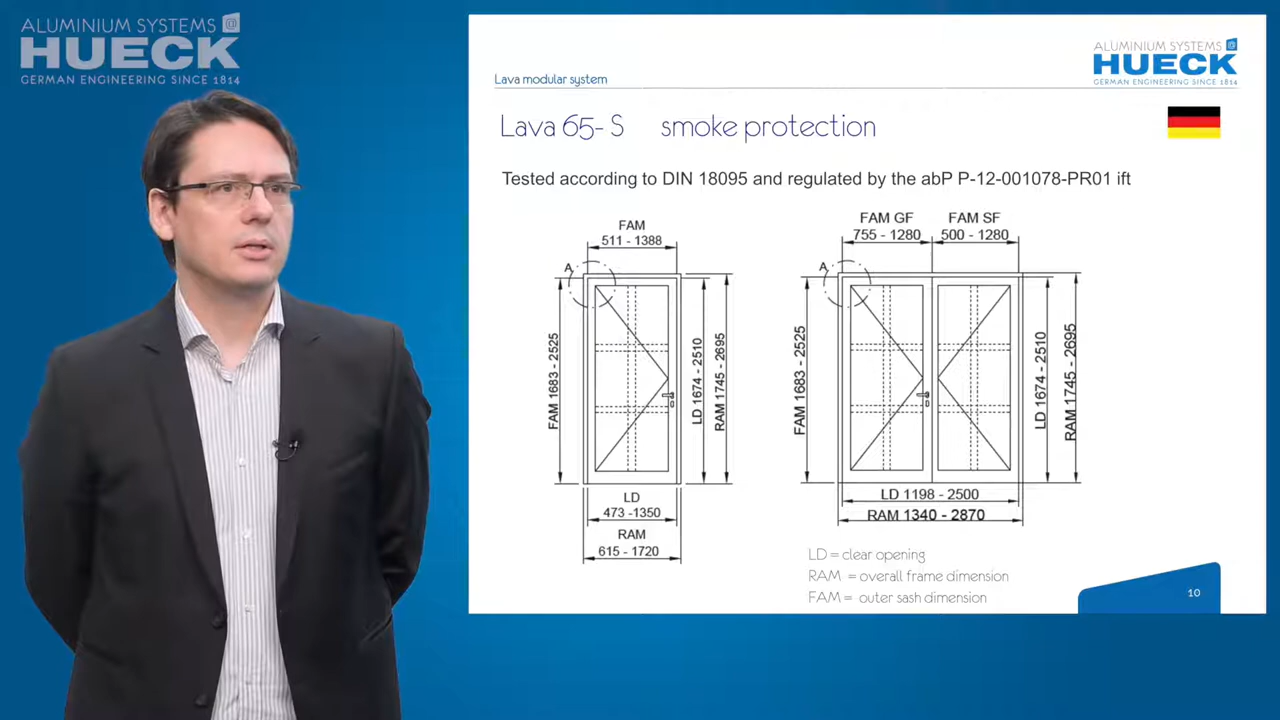 ALUMINIUM SYSTEMS @
HUECK
GERMAN ENGINEERING SINCE 1814
ALUMINIUM SYSTEMS @
HUECK
GERMAN ENGINEERING SINCE 1814
Lava modular system
Lava 65- S smoke protection
Tested according to DIN 18095 and regulated by the abP P-12-001078-PR01 ift
FAM
511 - 1388
A
FAM 1683 - 2525
LD 1674 - 2510
RAM 1745 - 2695
LD
473 -1350
RAM
615 - 1720
FAM GF
755 - 1280
FAM SF
500 - 1280
A
FAM 1683 - 2525
LD 1674 - 2510
RAM 1745 - 2695
LD 1198 - 2500
RAM 1340 - 2870
LD = clear opening
RAM = overall frame dimension
FAM = outer sash dimension
10